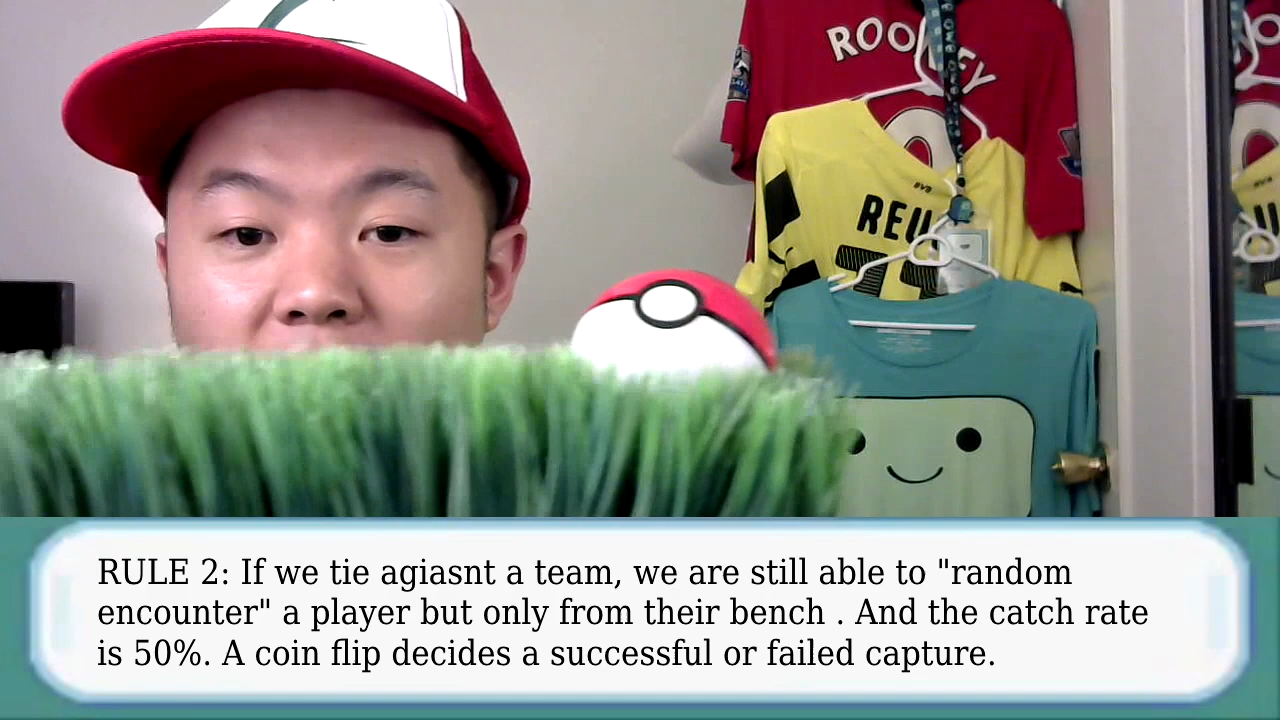 ROONEY
BVB
REU
RULE 2: If we tie agiasnt a team, we are still able to "random
encounter" a player but only from their bench . And the catch rate
is 50%. A coin flip decides a successful or failed capture.